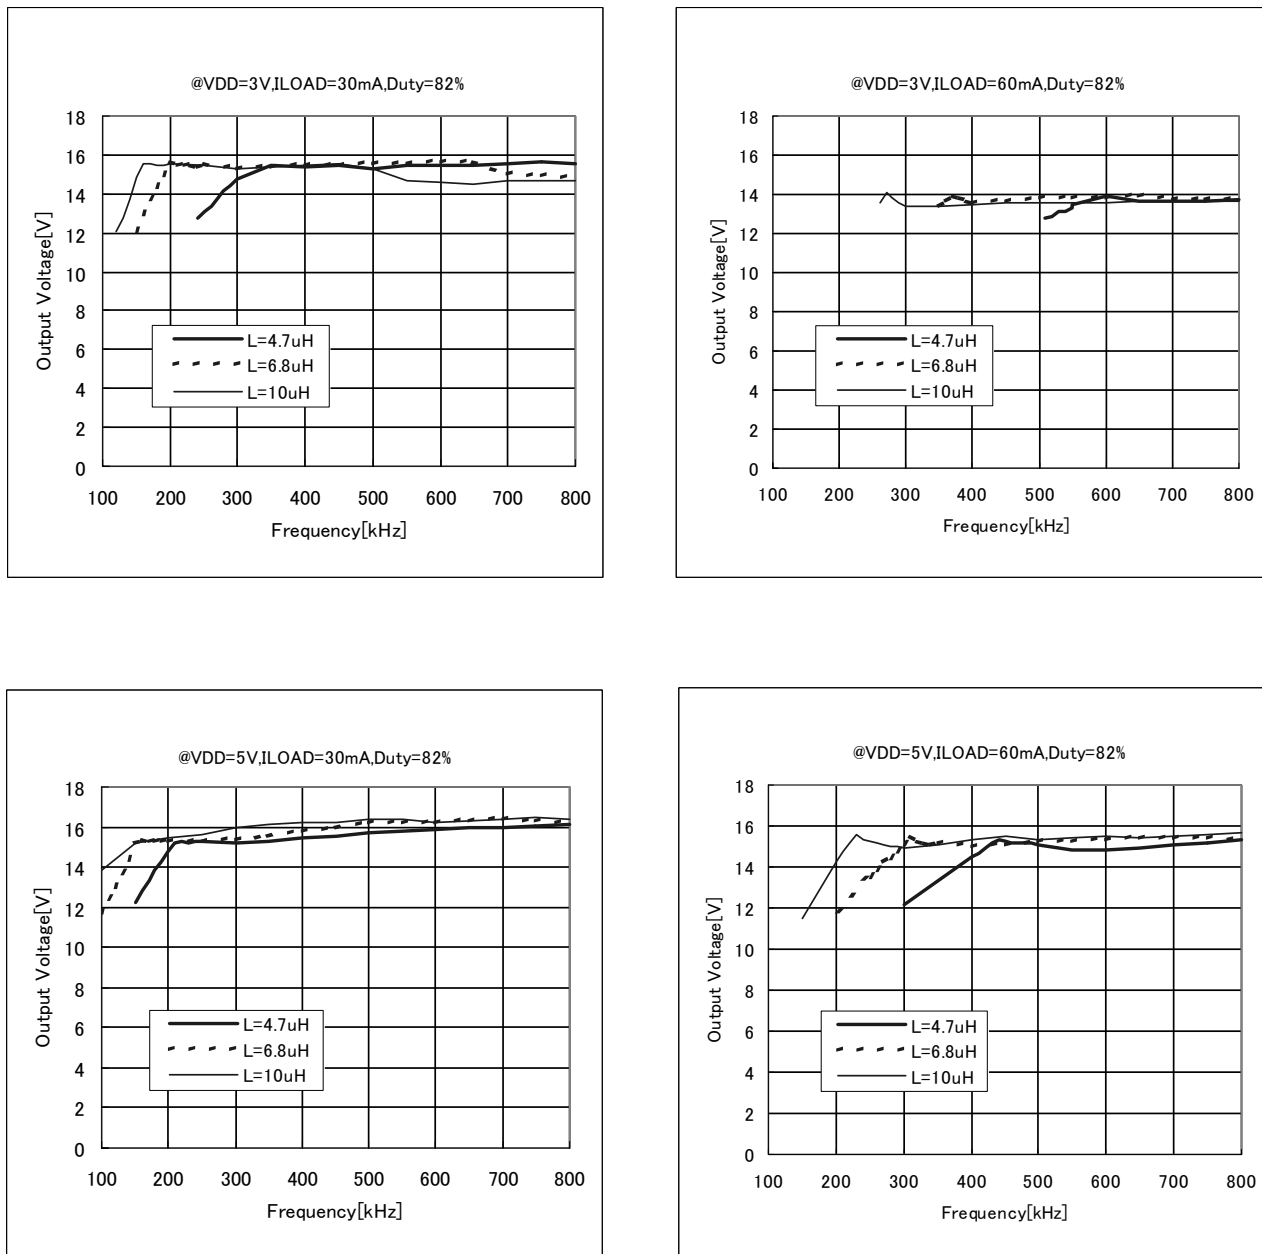 @VDD=3V,ILOAD=30mA,Duty=82%
18
16
14
12
10
8
6
4
2
0
Output Voltage[V]
L=4.7uH
L=6.8uH
L=10uH
100 200 300 400 500 600 700 800
Frequency[kHz]
@VDD=3V,ILOAD=60mA,Duty=82%
18
16
14
12
10
8
6
4
2
0
Output Voltage[V]
L=4.7uH
L=6.8uH
L=10uH
100 200 300 400 500 600 700 800
Frequency[kHz]
@VDD=5V,ILOAD=30mA,Duty=82%
18
16
14
12
10
8
6
4
2
0
Output Voltage[V]
L=4.7uH
L=6.8uH
L=10uH
100 200 300 400 500 600 700 800
Frequency[kHz]
@VDD=5V,ILOAD=60mA,Duty=82%
18
16
14
12
10
8
6
4
2
0
Output Voltage[V]
L=4.7uH
L=6.8uH
L=10uH
100 200 300 400 500 600 700 800
Frequency[kHz]